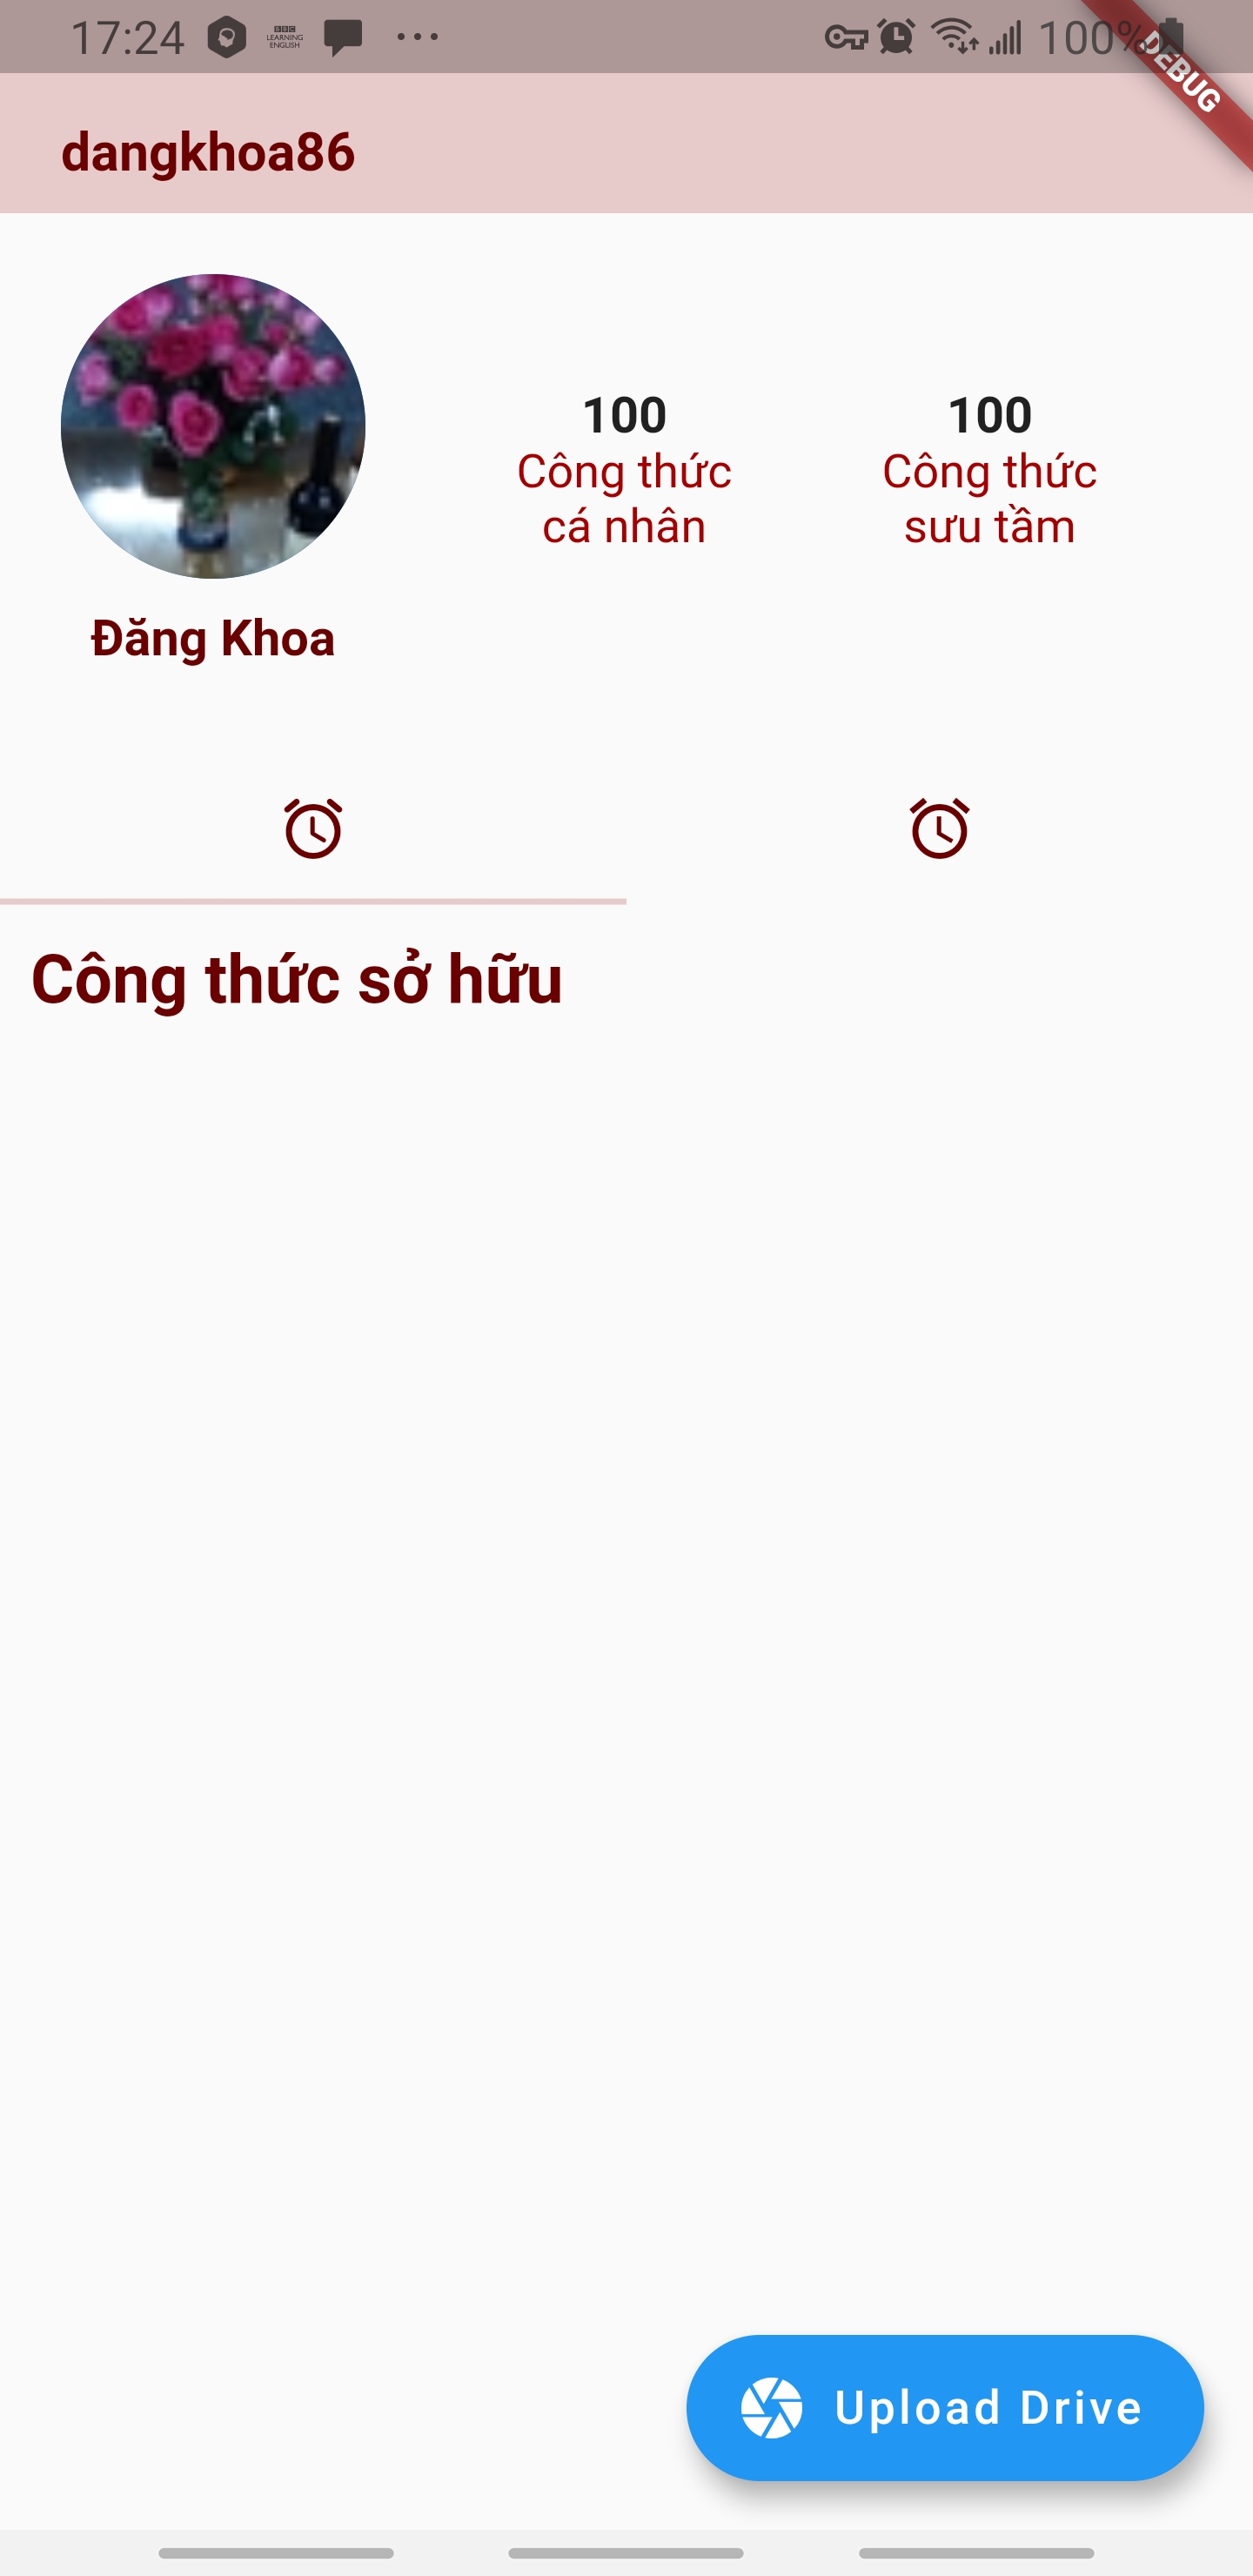 17:24 BBC LEARNING ENGLISH 100%
DEBUG
dangkhoa86
100 100
Công thức Công thức
cá nhân sưu tầm
Đăng Khoa
Công thức sở hữu
Upload Drive